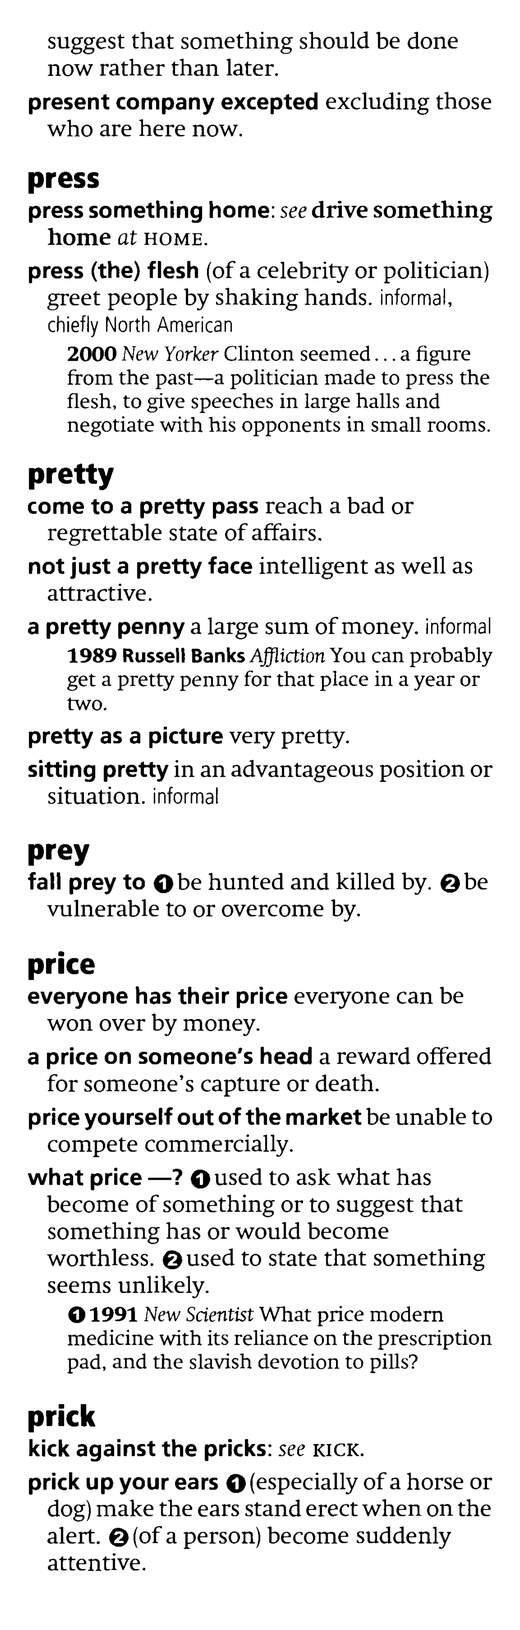 suggest that something should be done
now rather than later.
present company excepted excluding those
who are here now.
press
press something home: see drive something
home at HOME.
press (the) flesh (of a celebrity or politician)
greet people by shaking hands. informal,
chiefly North American
2000 New Yorker Clinton seemed...a figure
from the past—a politician made to press the
flesh, to give speeches in large halls and
negotiate with his opponents in small rooms.
pretty
come to a pretty pass reach a bad or
regrettable state of affairs.
not just a pretty face intelligent as well as
attractive.
a pretty penny a large sum of money. informal
1989 Russell Banks Affliction You can probably
get a pretty penny for that place in a year or
two.
pretty as a picture very pretty.
sitting pretty in an advantageous position or
situation. informal
prey
fall prey to ❶ be hunted and killed by. ❷ be
vulnerable to or overcome by.
price
everyone has their price everyone can be
won over by money.
a price on someone's head a reward offered
for someone's capture or death.
price yourself out of the market be unable to
compete commercially.
what price —? ❶ used to ask what has
become of something or to suggest that
something has or would become
worthless. ❷ used to state that something
seems unlikely.
❶ 1991 New Scientist What price modern
medicine with its reliance on the prescription
pad, and the slavish devotion to pills?
prick
kick against the pricks: see KICK.
prick up your ears ❶ (especially of a horse or
dog) make the ears stand erect when on the
alert. ❷ (of a person) become suddenly
attentive.